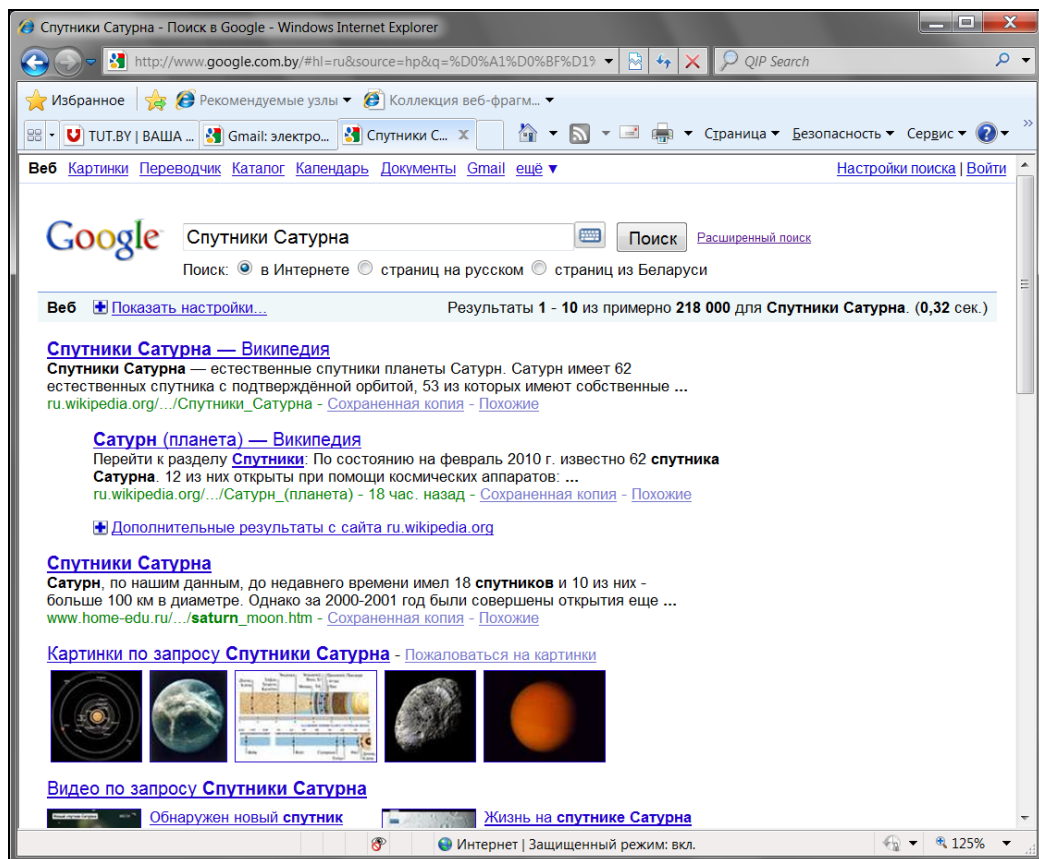 Спутники Сатурна - Поиск в Google - Windows Internet Explorer
http://www.google.com.by/#hl=ru&source=hp&q=%D0%A1%D0%BF%D1% QIP Search
Избранное Рекомендуемые узлы Коллекция веб-фрагм...
TUT.BY | ВАША ... Gmail: электро... Спутники С... Страница Безопасность Сервис
Веб Картинки Переводчик Каталог Календарь Документы Gmail ещё Настройки поиска | Войти
Google Спутники Сатурна Поиск Расширенный поиск
Поиск: в Интернете страниц на русском страниц из Беларуси
Веб Показать настройки... Результаты 1 - 10 из примерно 218 000 для Спутники Сатурна. (0,32 сек.)
Спутники Сатурна — Википедия
Спутники Сатурна — естественные спутники планеты Сатурн. Сатурн имеет 62
естественных спутника с подтверждённой орбитой, 53 из которых имеют собственные ...
ru.wikipedia.org/.../Спутники_Сатурна - Сохраненная копия - Похожие
Сатурн (планета) — Википедия
Перейти к разделу Спутники: По состоянию на февраль 2010 г. известно 62 спутника
Сатурна. 12 из них открыты при помощи космических аппаратов: ...
ru.wikipedia.org/.../Сатурн_(планета) - 18 час. назад - Сохраненная копия - Похожие
Дополнительные результаты с сайта ru.wikipedia.org
Спутники Сатурна
Сатурн, по нашим данным, до недавнего времени имел 18 спутников и 10 из них -
больше 100 км в диаметре. Однако за 2000-2001 год были совершены открытия еще ...
www.home-edu.ru/.../saturn_moon.htm - Сохраненная копия - Похожие
Картинки по запросу Спутники Сатурна - Пожаловаться на картинки
Видео по запросу Спутники Сатурна
Обнаружен новый спутник Жизнь на спутнике Сатурна
Интернет | Защищенный режим: вкл. 125%